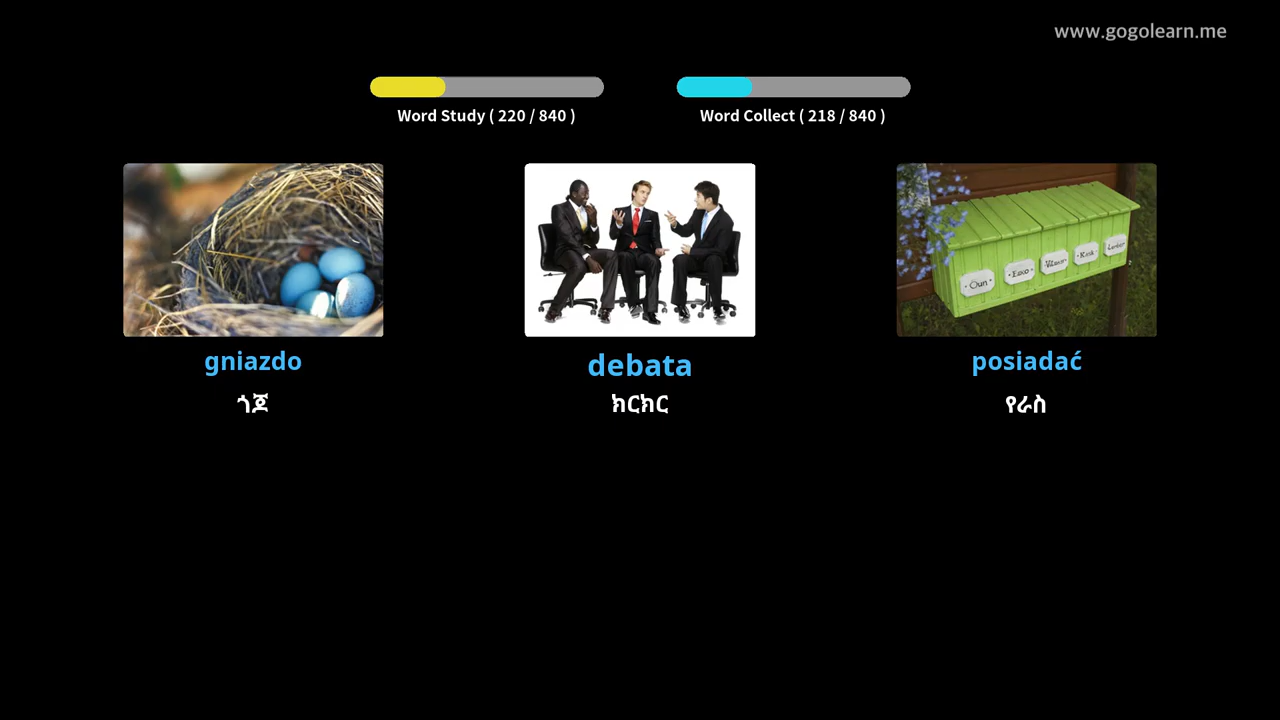 www.gogolearn.me
Word Study ( 220 / 840 )
Word Collect ( 218 / 840 )
gniazdo
debata
posiadać
ጎጆ
ክርክር
የራስ